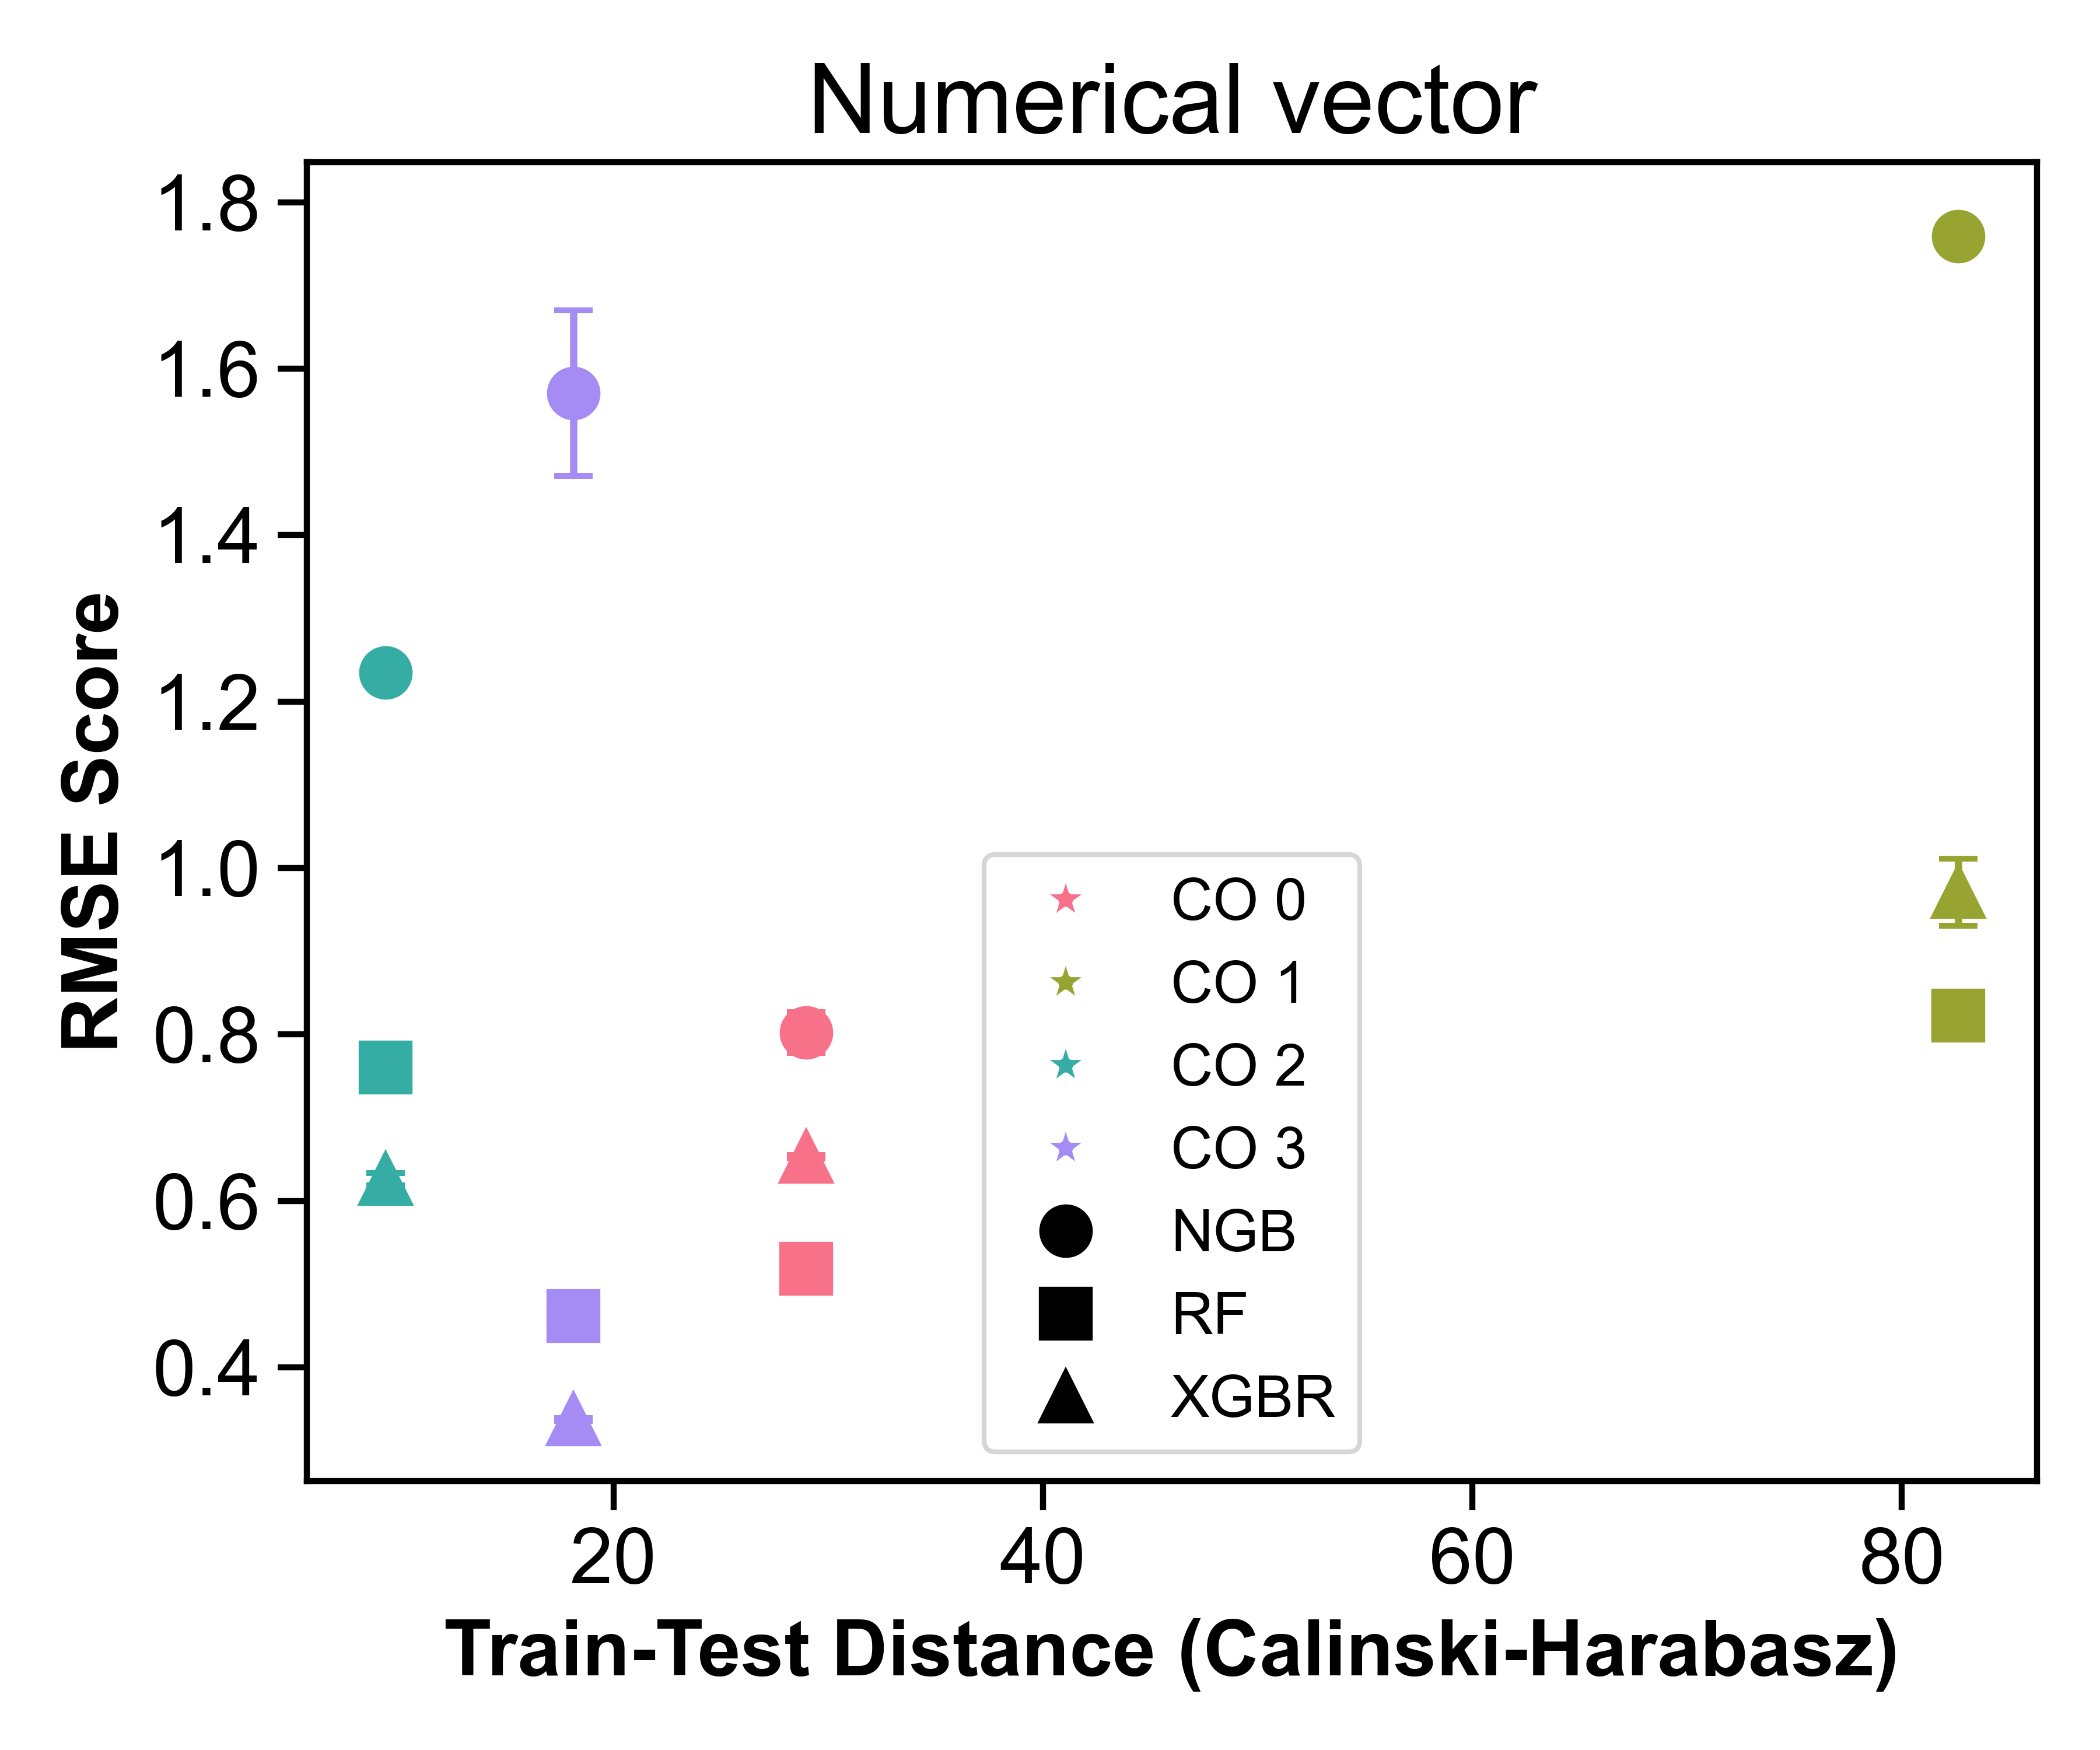 Numerical vector
1.8
1.6
1.4
1.2
1.0
0.8
0.6
0.4
RMSE Score
CO 0
CO 1
CO 2
CO 3
NGB
RF
XGBR
20 40 60 80
Train-Test Distance (Calinski-Harabasz)